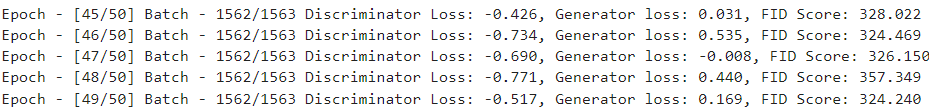 Epoch - [45/50] Batch - 1562/1563 Discriminator Loss: -0.426, Generator loss: 0.031, FID Score: 328.022
Epoch - [46/50] Batch - 1562/1563 Discriminator Loss: -0.734, Generator loss: 0.535, FID Score: 324.469
Epoch - [47/50] Batch - 1562/1563 Discriminator Loss: -0.690, Generator loss: -0.008, FID Score: 326.150
Epoch - [48/50] Batch - 1562/1563 Discriminator Loss: -0.771, Generator loss: 0.440, FID Score: 357.349
Epoch - [49/50] Batch - 1562/1563 Discriminator Loss: -0.517, Generator loss: 0.169, FID Score: 324.240